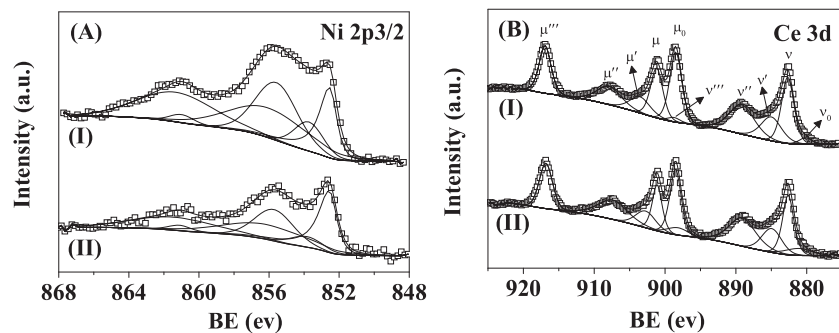 (A)
Ni 2p3/2
(I)
(II)
Intensity (a.u.)
868 864 860 856 852 848
BE (ev)
(B)
Ce 3d
μ''' μ'' μ' μ μ₀ ν''' ν'' ν' ν ν₀
(I)
(II)
Intensity (a.u.)
920 910 900 890 880
BE (ev)